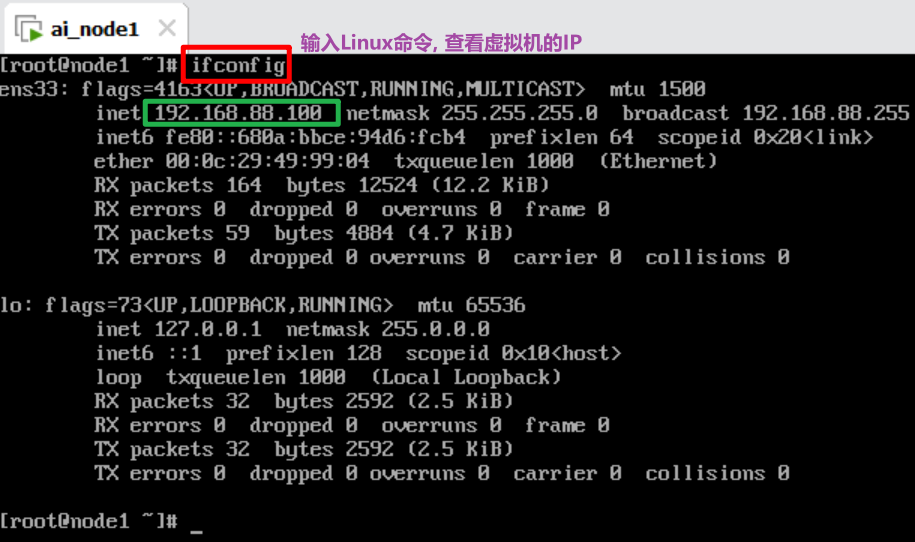 ai_node1
输入Linux命令, 查看虚拟机的IP
[root@node1 ~]# ifconfig
ens33: flags=4163<UP,BROADCAST,RUNNING,MULTICAST>  mtu 1500
inet 192.168.88.100  netmask 255.255.255.0  broadcast 192.168.88.255
inet6 fe80::680a:bbce:94d6:fcb4  prefixlen 64  scopeid 0x20<link>
ether 00:0c:29:49:99:04  txqueuelen 1000  (Ethernet)
RX packets 164  bytes 12524 (12.2 KiB)
RX errors 0  dropped 0  overruns 0  frame 0
TX packets 59  bytes 4884 (4.7 KiB)
TX errors 0  dropped 0 overruns 0  carrier 0  collisions 0
lo: flags=73<UP,LOOPBACK,RUNNING>  mtu 65536
inet 127.0.0.1  netmask 255.0.0.0
inet6 ::1  prefixlen 128  scopeid 0x10<host>
loop  txqueuelen 1000  (Local Loopback)
RX packets 32  bytes 2592 (2.5 KiB)
RX errors 0  dropped 0  overruns 0  frame 0
TX packets 32  bytes 2592 (2.5 KiB)
TX errors 0  dropped 0 overruns 0  carrier 0  collisions 0
[root@node1 ~]# _